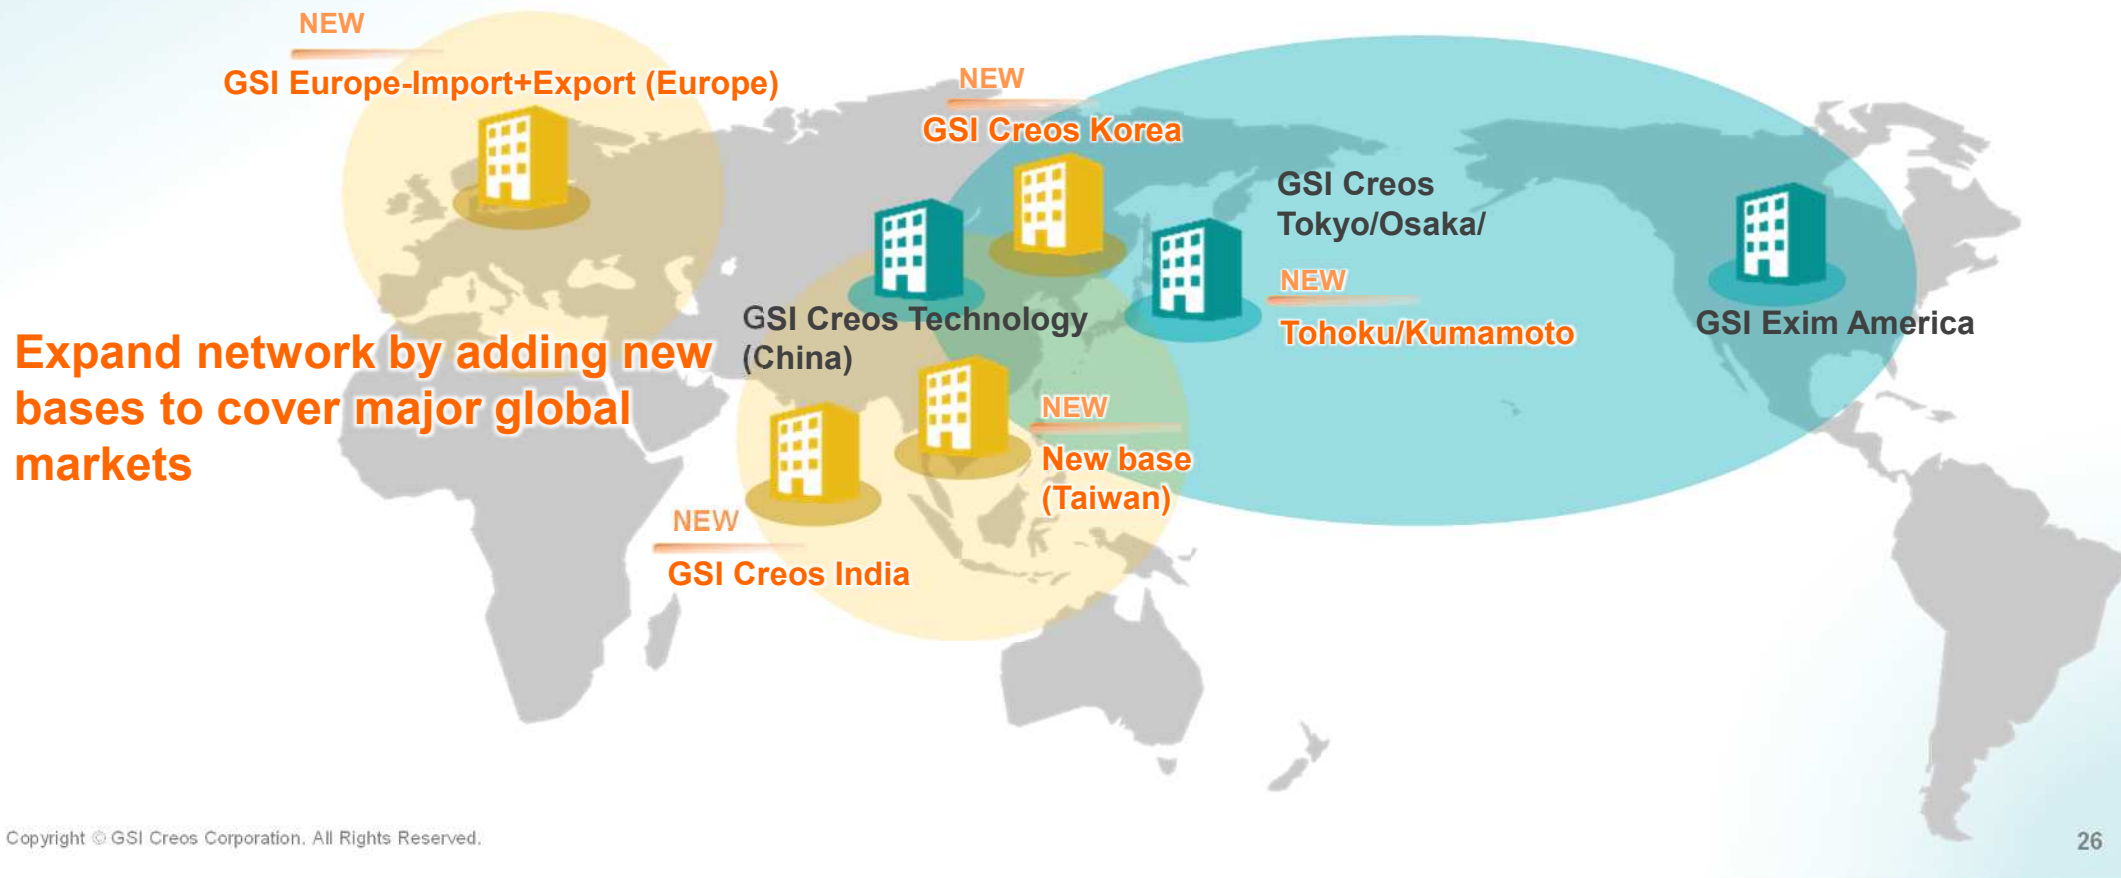 NEW
GSI Europe-Import+Export (Europe)
NEW
GSI Creos Korea
GSI Creos
Tokyo/Osaka/
NEW
Tohoku/Kumamoto
GSI Exim America
GSI Creos Technology
(China)
Expand network by adding new
bases to cover major global
markets
NEW
New base
(Taiwan)
NEW
GSI Creos India
Copyright © GSI Creos Corporation. All Rights Reserved.
26